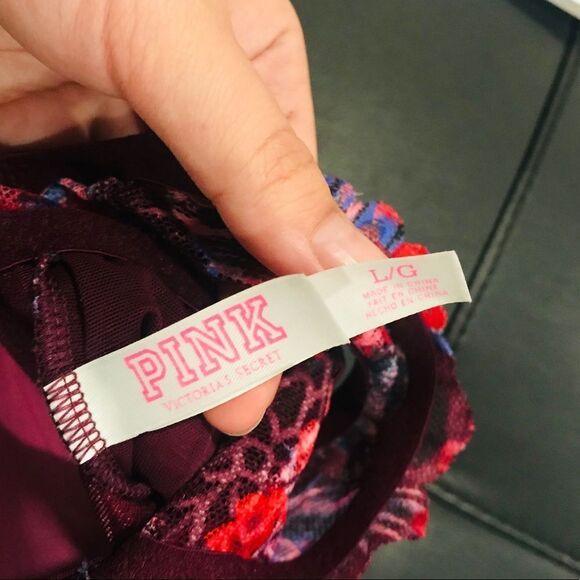 PINK
VICTORIA'S SECRET
L/G
MADE IN CHINA
FAIT EN CHINE
HECHO EN CHINA